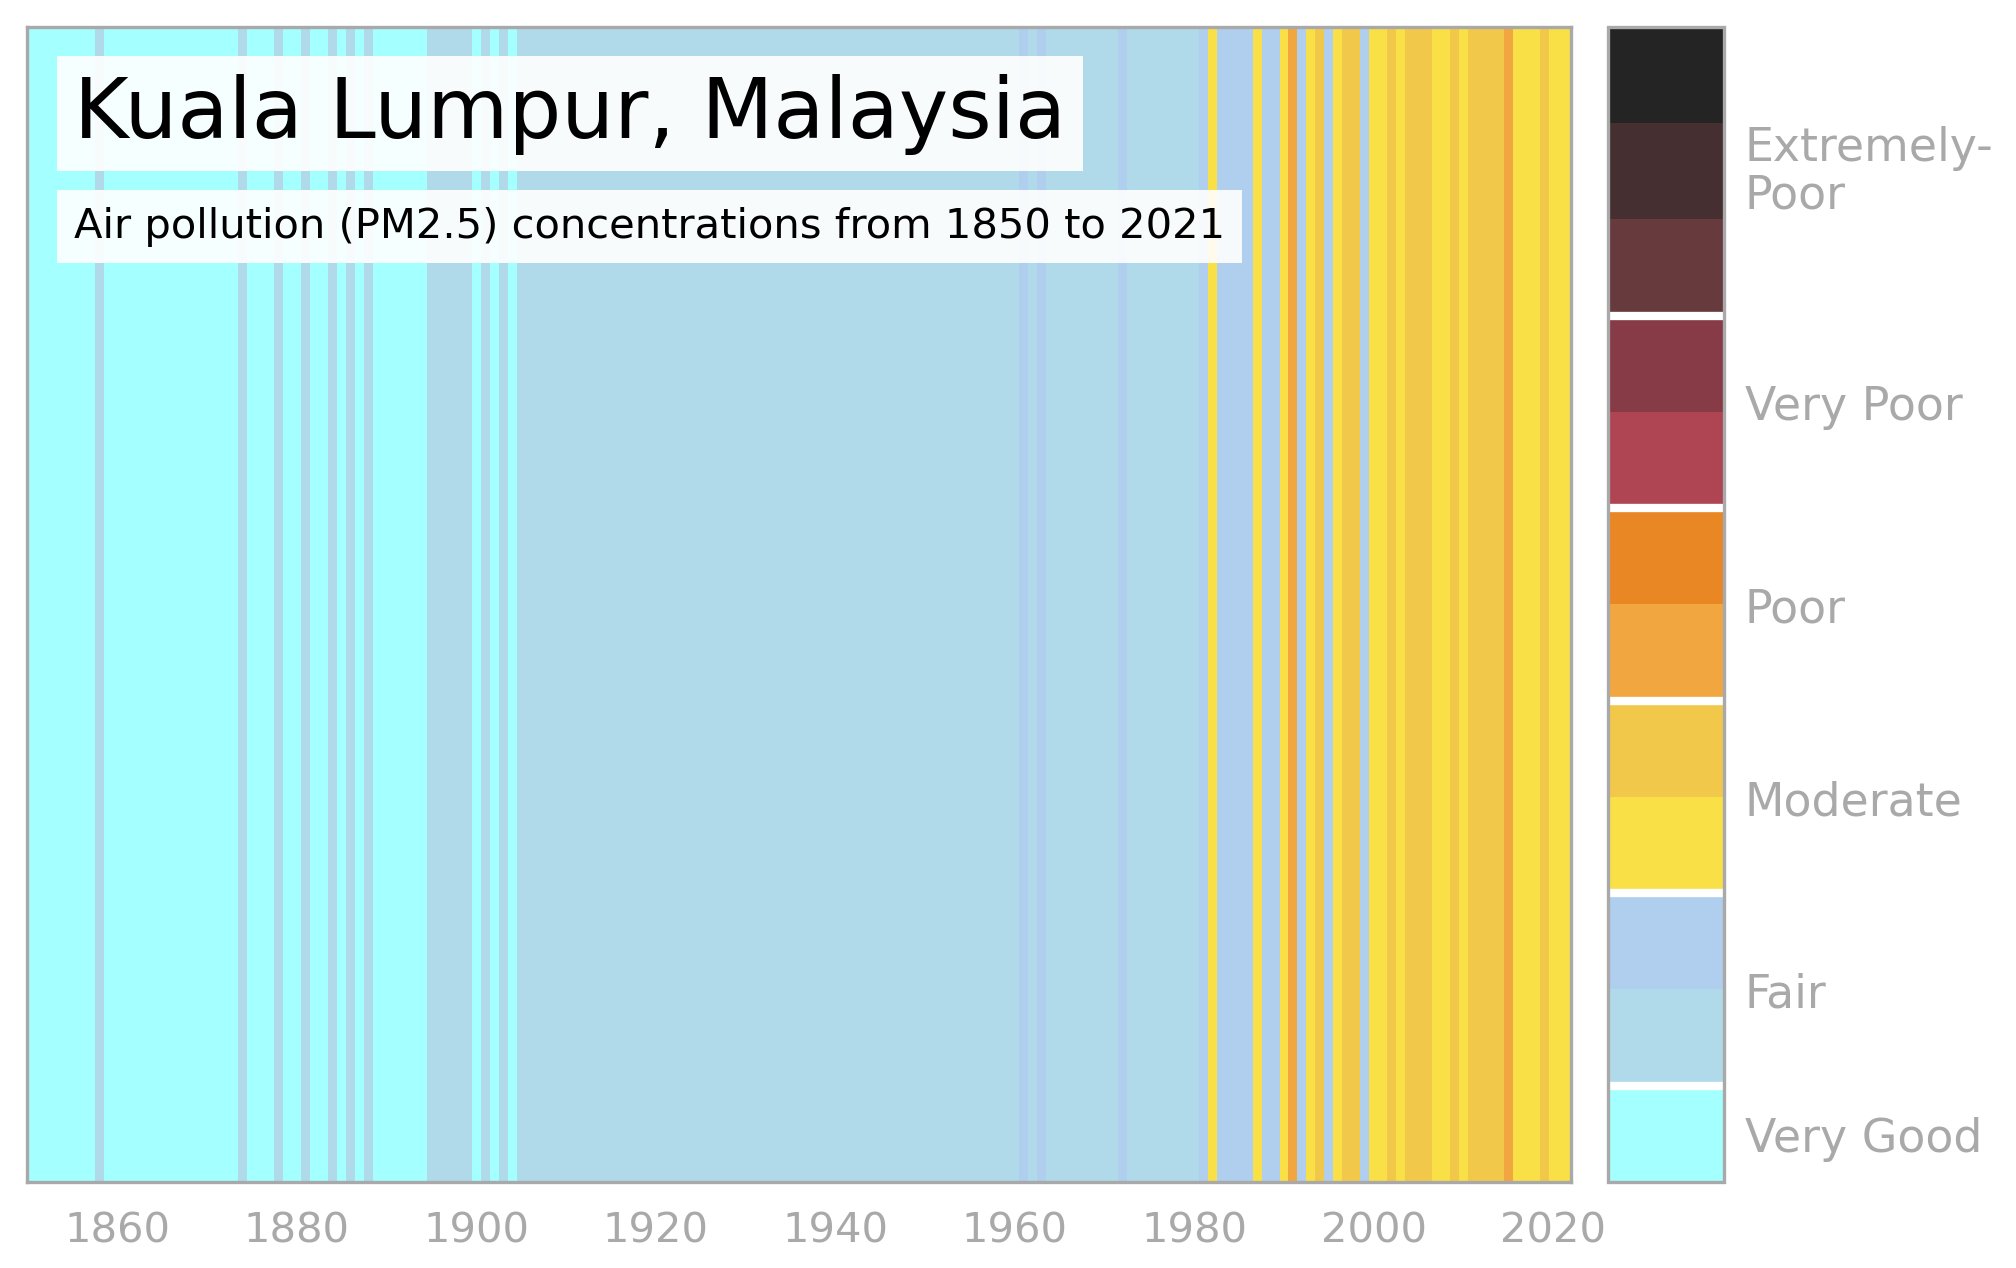 Kuala Lumpur, Malaysia
Air pollution (PM2.5) concentrations from 1850 to 2021
Extremely-
Poor
Very Poor
Poor
Moderate
Fair
Very Good
1860 1880 1900 1920 1940 1960 1980 2000 2020